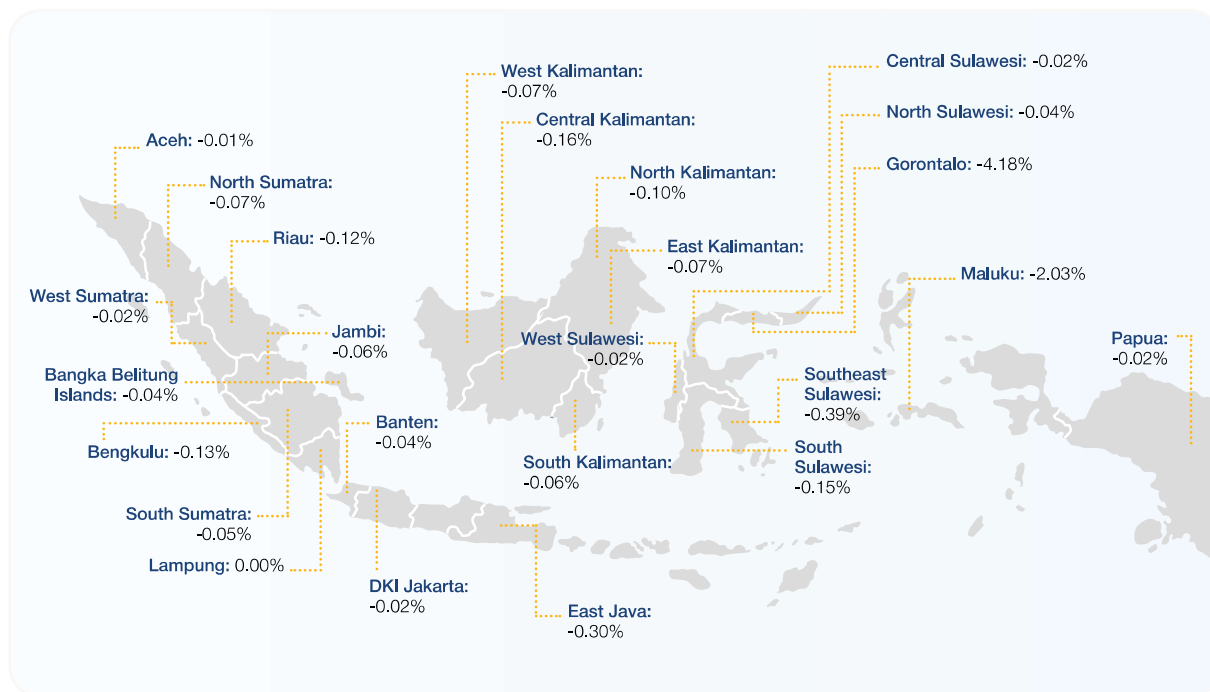 West Kalimantan:
-0.07%
Central Kalimantan:
-0.16%
Central Sulawesi: -0.02%
North Sulawesi: -0.04%
Gorontalo: -4.18%
Aceh: -0.01%
North Sumatra:
-0.07%
North Kalimantan:
-0.10%
Riau: -0.12%
East Kalimantan:
-0.07%
Maluku: -2.03%
West Sumatra:
-0.02%
Jambi:
-0.06%
West Sulawesi:
-0.02%
Papua:
-0.02%
Bangka Belitung
Islands: -0.04%
Southeast
Sulawesi:
-0.39%
Banten:
-0.04%
Bengkulu: -0.13%
South Kalimantan:
-0.06%
South
Sulawesi:
-0.15%
South Sumatra:
-0.05%
Lampung: 0.00%
DKI Jakarta:
-0.02%
East Java:
-0.30%